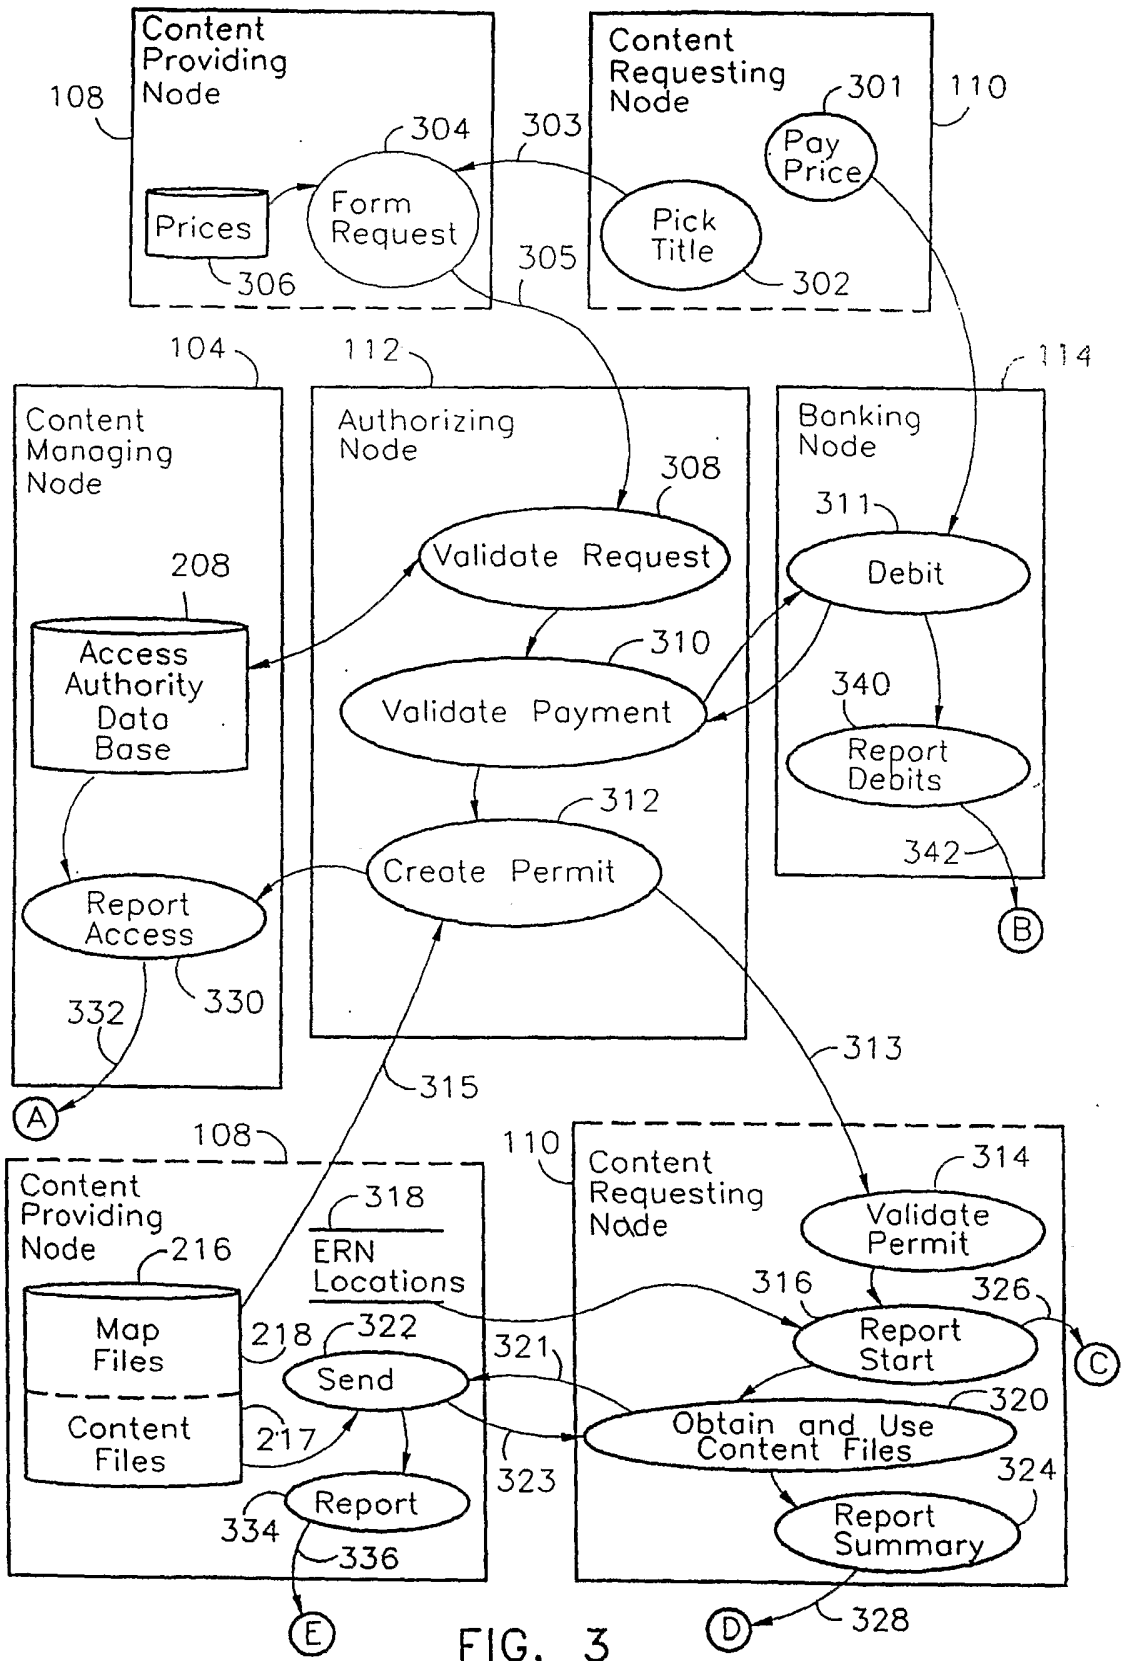 Content
Providing
Node
108
304
Form
Request
Prices
306
303
305
Content
Requesting
Node
301
110
Pay
Price
Pick
Title
302
104
Content
Managing
Node
208
Access
Authority
Data
Base
Report
Access
330
332
A
112
Authorizing
Node
308
Validate Request
310
Validate Payment
312
Create Permit
315
313
114
Banking
Node
311
Debit
340
Report
Debits
342
B
108
Content
Providing
Node
216
318
ERN
Locations
Map
Files
218
322
Send
Content
Files
217
334
Report
336
E
321
323
110
Content
Requesting
Node
314
Validate
Permit
316
326
Report
Start
C
320
Obtain and Use
Content Files
324
Report
Summary
328
D
FIG. 3